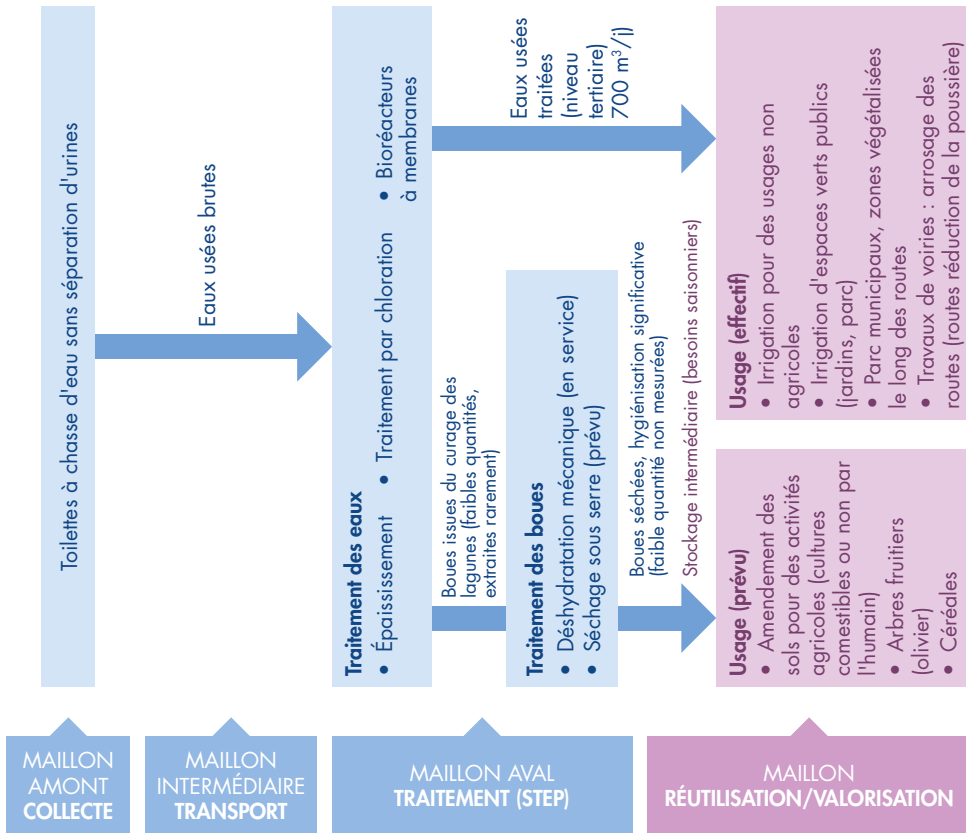 MAILLON
AMONT
COLLECTE
Toilettes à chasse d'eau sans séparation d'urines
MAILLON
INTERMÉDIAIRE
TRANSPORT
Eaux usées brutes
MAILLON AVAL
TRAITEMENT (STEP)
Traitement des eaux
• Épaississement
• Traitement par chloration
• Bioréacteurs
à membranes
Boues issues du curage des
lagunes (faibles quantités,
extraites rarement)
Traitement des boues
• Déshydratation mécanique (en service)
• Séchage sous serre (prévu)
Eaux usées
traitées
(niveau
tertiaire)
700 m³/j)
Boues séchées, hygiénisation significative
(faible quantité non mesurées)
Stockage intermédiaire (besoins saisonniers)
MAILLON
RÉUTILISATION/VALORISATION
Usage (prévu)
• Amendement des
sols pour des activités
agricoles (cultures
comestibles ou non par
l'humain)
• Arbres fruitiers
(olivier)
• Céréales
Usage (effectif)
• Irrigation pour des usages non
agricoles
• Irrigation d'espaces verts publics
(jardins, parc)
• Parc municipaux, zones végétalisées
le long des routes
• Travaux de voiries : arrosage des
routes (routes réduction de la poussière)